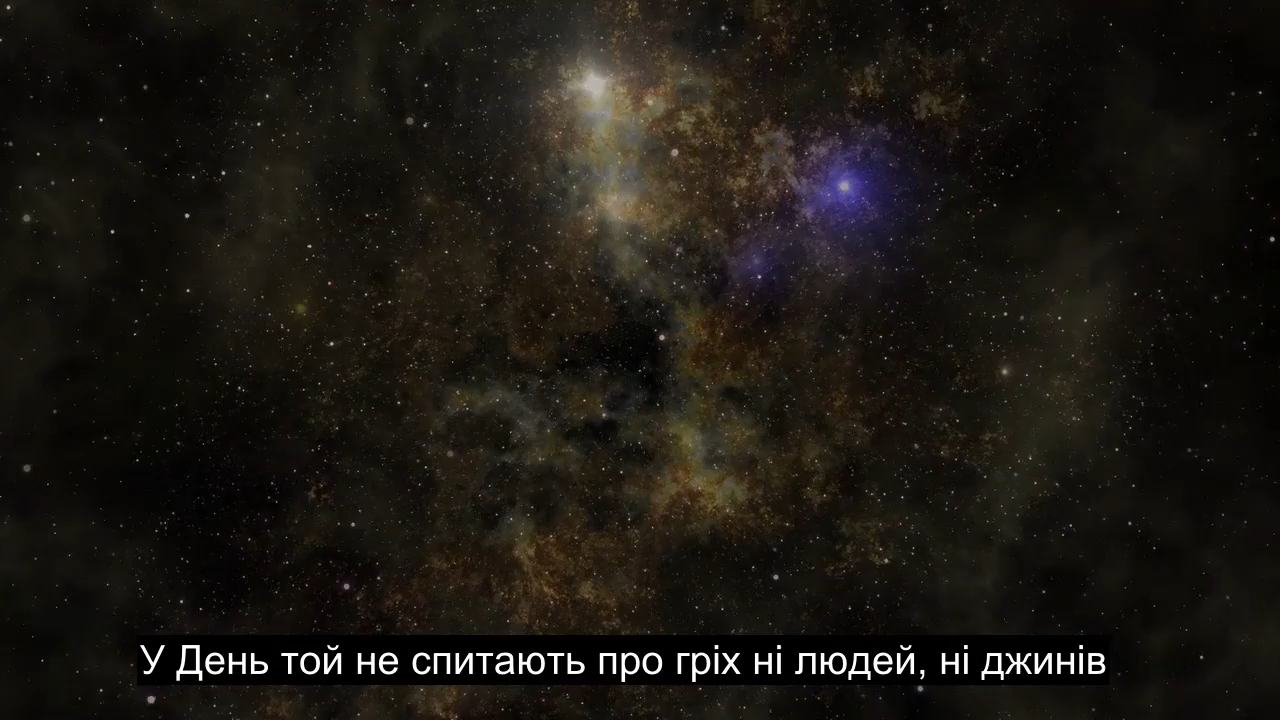 У День той не спитають про гріх ні людей, ні джинів